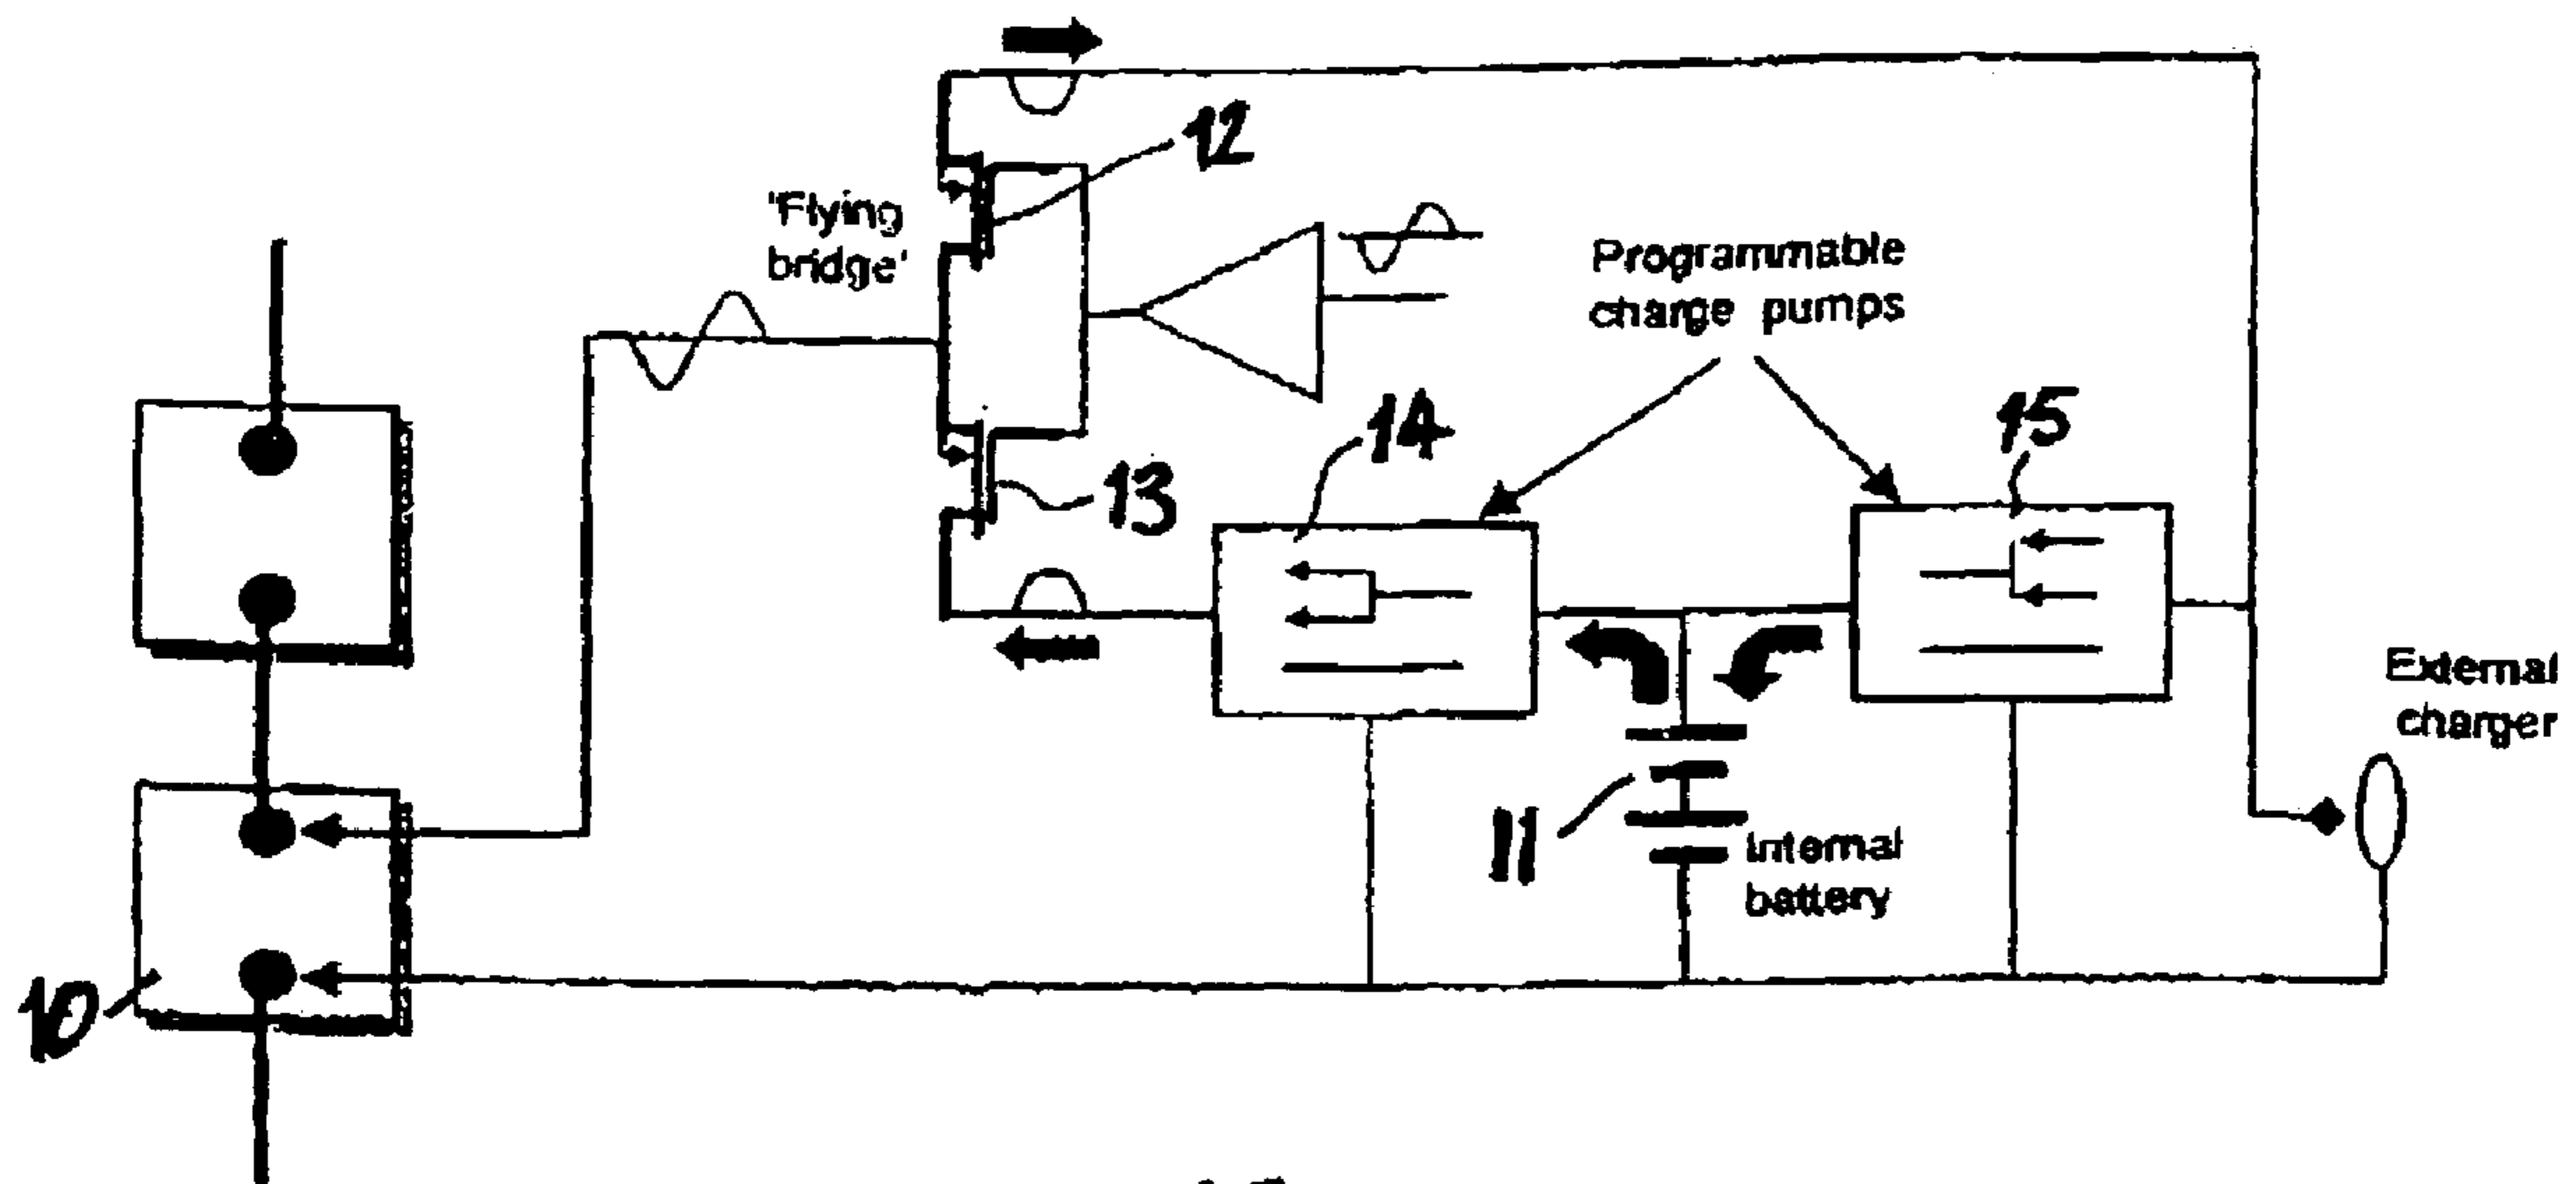 12
'Flying
bridge'
Programmable
charge pumps
14
15
13
External
charger
11
Internal
battery
10